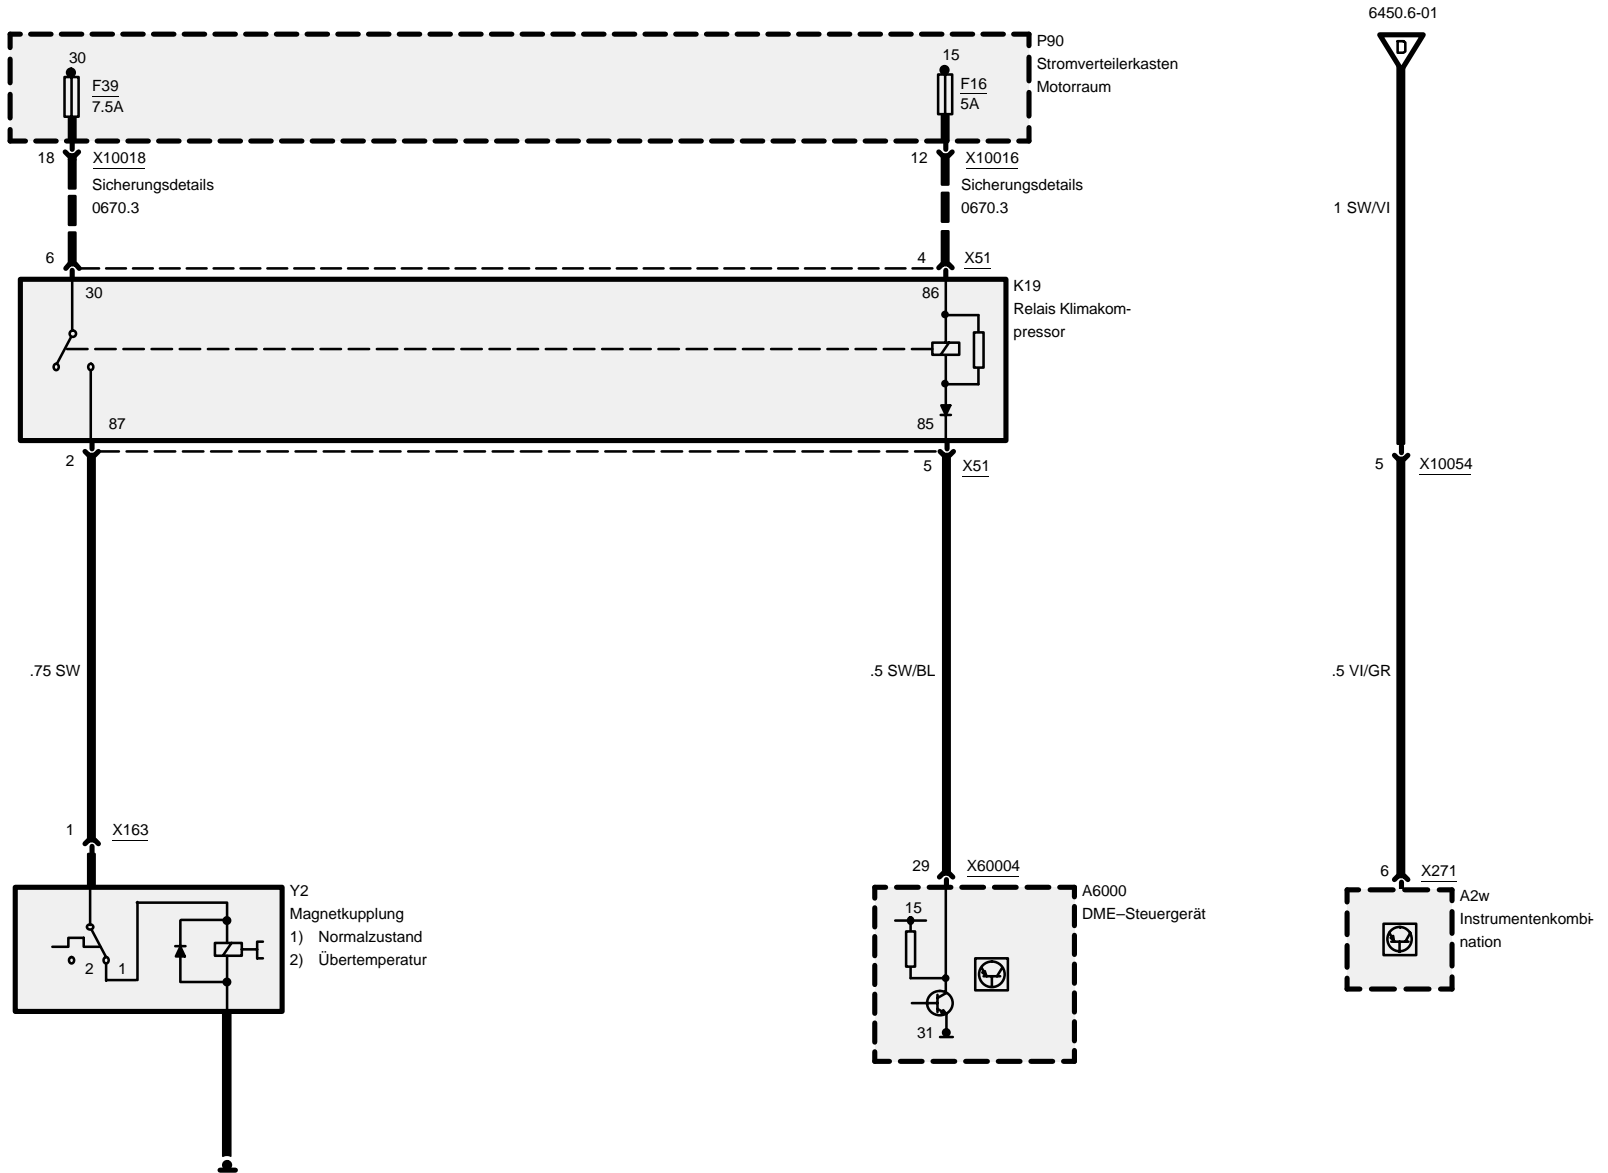 6450.6-01
D
P90
Stromverteilerkasten
Motorraum
30
F39
7.5A
15
F16
5A
18 X10018
Sicherungsdetails
0670.3
12 X10016
Sicherungsdetails
0670.3
1 SW/VI
6
4 X51
K19
Relais Klimakom-
pressor
30
86
87
85
2
5 X51
5 X10054
.75 SW
.5 SW/BL
.5 VI/GR
1 X163
29 X60004
6 X271
Y2
Magnetkupplung
1) Normalzustand
2) Übertemperatur
2 1
A6000
DME–Steuergerät
15
31
A2w
Instrumentenkombi-
nation